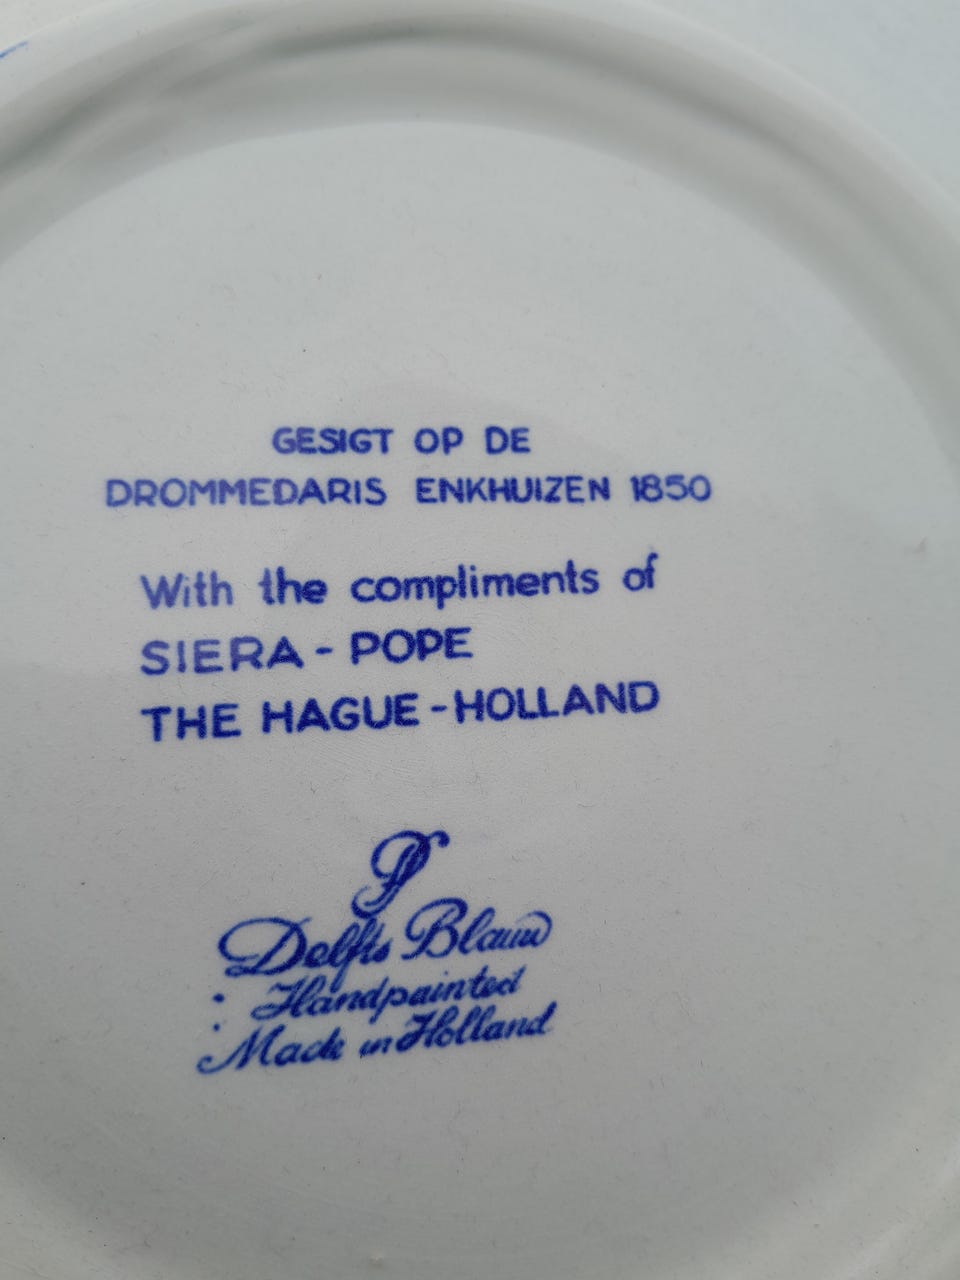 GESIGT OP DE
DROMMEDARIS ENKHUIZEN 1850
With the compliments of
SIERA - POPE
THE HAGUE - HOLLAND
Delfts Blauw
Handpainted
Made in Holland